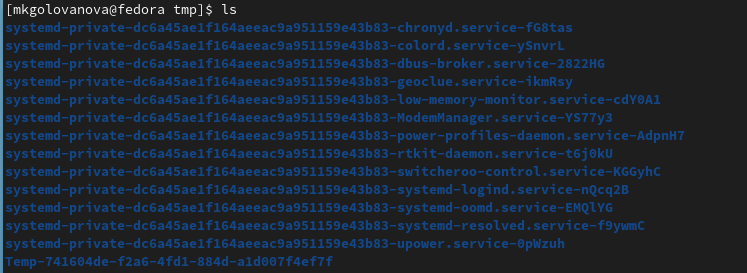 [mkgolovanova@fedora tmp]$ ls
systemd-private-dc6a45ae1f164aeeac9a951159e43b83-chronyd.service-fG8tas
systemd-private-dc6a45ae1f164aeeac9a951159e43b83-colord.service-ySnvrL
systemd-private-dc6a45ae1f164aeeac9a951159e43b83-dbus-broker.service-2822HG
systemd-private-dc6a45ae1f164aeeac9a951159e43b83-geoclue.service-ikmRsy
systemd-private-dc6a45ae1f164aeeac9a951159e43b83-low-memory-monitor.service-cdY0A1
systemd-private-dc6a45ae1f164aeeac9a951159e43b83-ModemManager.service-YS77y3
systemd-private-dc6a45ae1f164aeeac9a951159e43b83-power-profiles-daemon.service-AdpnH7
systemd-private-dc6a45ae1f164aeeac9a951159e43b83-rtkit-daemon.service-t6j0kU
systemd-private-dc6a45ae1f164aeeac9a951159e43b83-switcheroo-control.service-KGGyhC
systemd-private-dc6a45ae1f164aeeac9a951159e43b83-systemd-logind.service-nQcq2B
systemd-private-dc6a45ae1f164aeeac9a951159e43b83-systemd-oomd.service-EMQlYG
systemd-private-dc6a45ae1f164aeeac9a951159e43b83-systemd-resolved.service-f9ywmC
systemd-private-dc6a45ae1f164aeeac9a951159e43b83-upower.service-0pWzuh
Temp-741604de-f2a6-4fd1-884d-a1d007f4ef7f